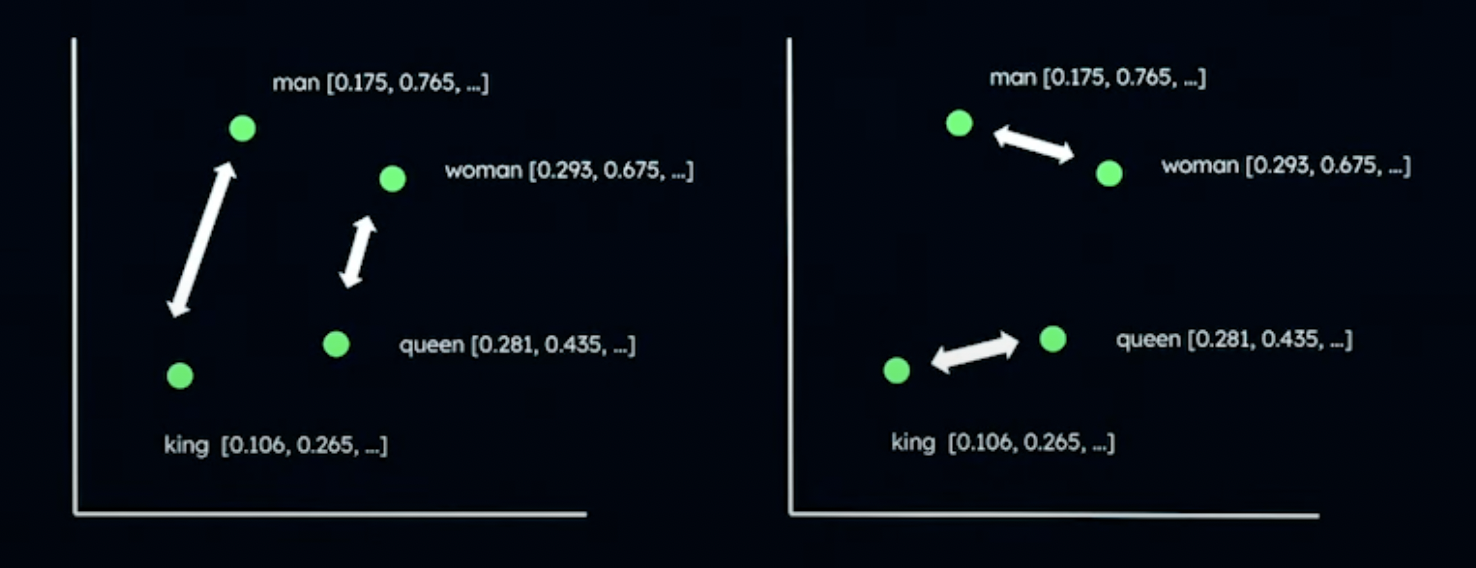 man [0.175, 0.765, ...]
woman [0.293, 0.675, ...]
queen [0.281, 0.435, ...]
king [0.106, 0.265, ...]
man [0.175, 0.765, ...]
woman [0.293, 0.675, ...]
queen [0.281, 0.435, ...]
king [0.106, 0.265, ...]